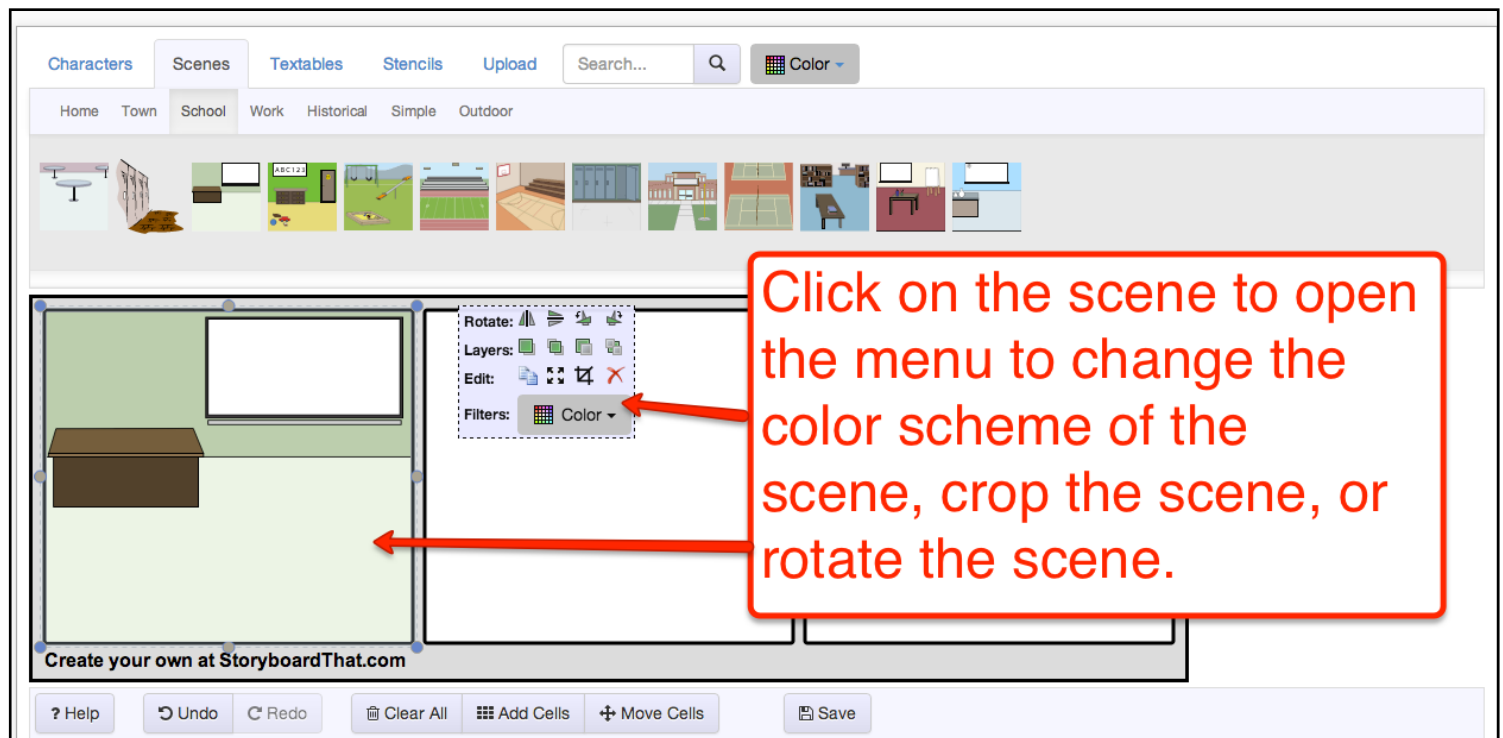 Characters Scenes Textables Stencils Upload Search... Color
Home Town School Work Historical Simple Outdoor
ABC123
Rotate:
Layers:
Edit:
Filters: Color
Click on the scene to open
the menu to change the
color scheme of the
scene, crop the scene, or
rotate the scene.
Create your own at StoryboardThat.com
? Help Undo Redo Clear All Add Cells Move Cells Save